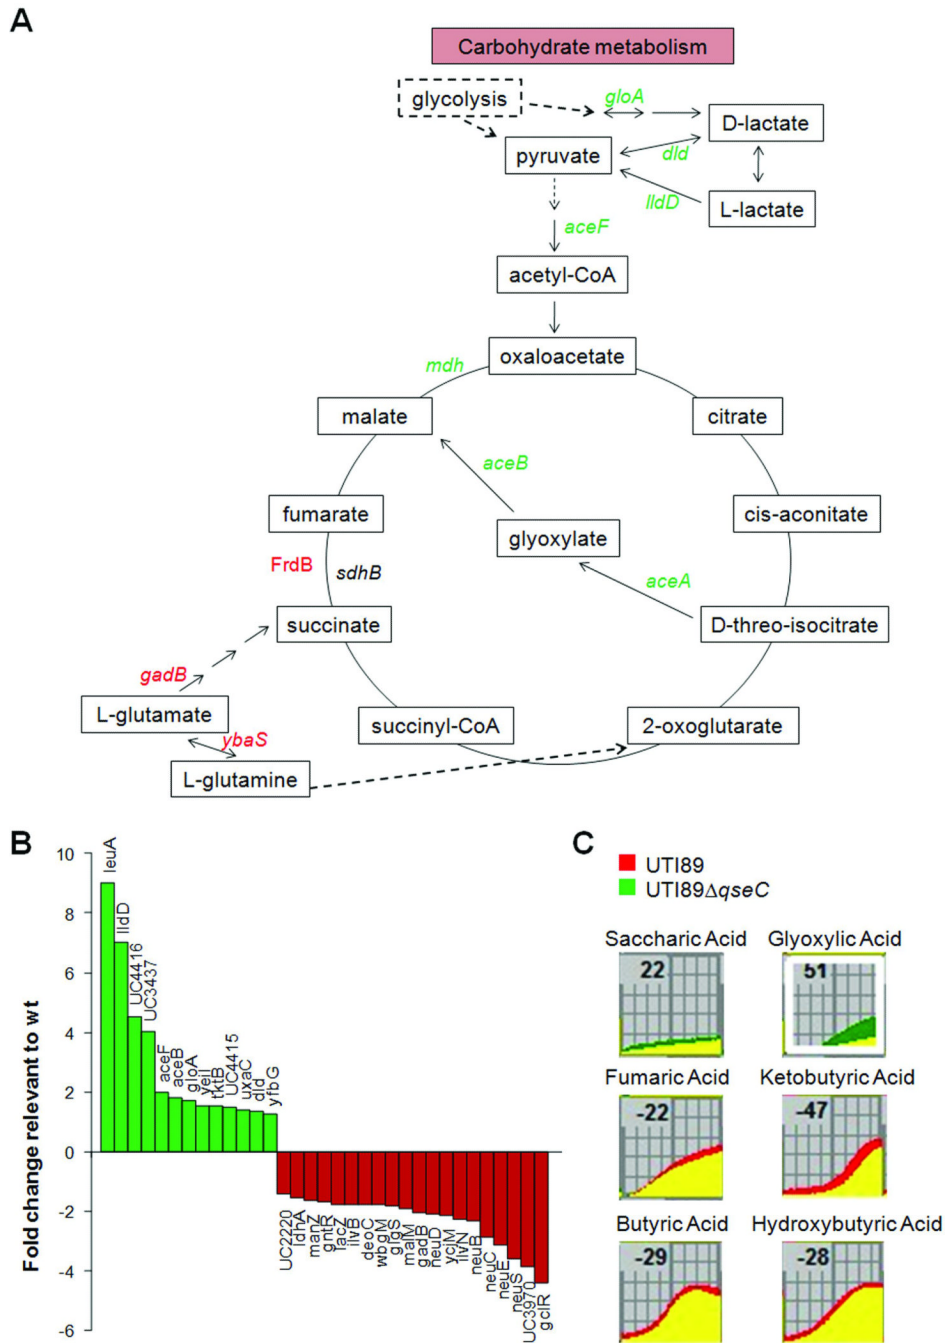 A
Carbohydrate metabolism
glycolysis
gloA
D-lactate
pyruvate
dld
lldD
L-lactate
aceF
acetyl-CoA
oxaloacetate
mdh
malate
citrate
aceB
fumarate
glyoxylate
cis-aconitate
FrdB
sdhB
aceA
succinate
D-threo-isocitrate
gadB
L-glutamate
succinyl-CoA
2-oxoglutarate
ybaS
L-glutamine
B
Fold change relevant to wt
10
8
6
4
2
0
-2
-4
-6
leuA
lldD
UC4416
UC3437
aceF
aceB
gloA
yeiI
tktB
UC4415
uxaC
dld
yfbG
UC2220
ldhA
manZ
gntR
lacZ
livB
deoC
wbgM
glgS
malM
gadB
neuD
ycjM
livN
neuB
neuC
neuE
neuS
UC3970
gclR
C
UTI89
UTI89ΔqseC
Saccharic Acid
Glyoxylic Acid
22
51
Fumaric Acid
Ketobutyric Acid
-22
-47
Butyric Acid
Hydroxybutyric Acid
-29
-28